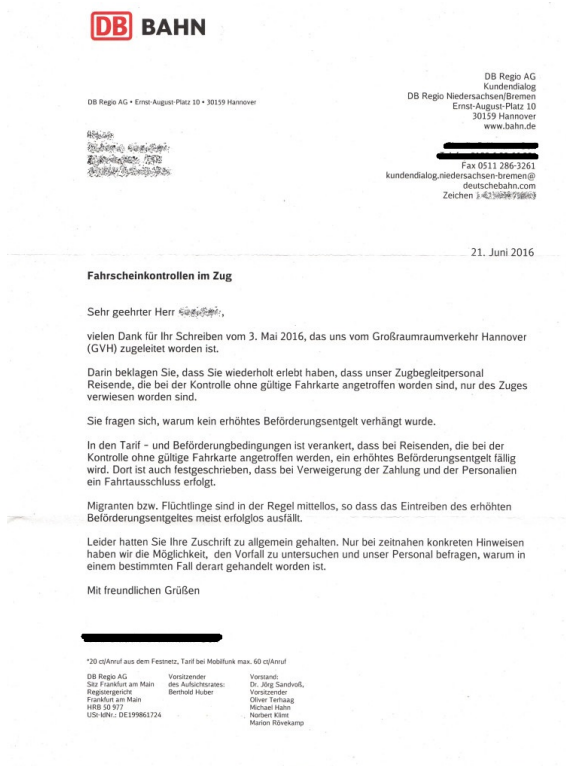 DB BAHN
DB Regio AG
Kundendialog
DB Regio Niedersachsen/Bremen
Ernst-August-Platz 10
30159 Hannover
www.bahn.de
DB Regio AG • Ernst-August-Platz 10 • 30159 Hannover
Fax 0511 286-3261
kundendialog.niedersachsen-bremen@
deutschebahn.com
Zeichen
21. Juni 2016
Fahrscheinkontrollen im Zug
Sehr geehrter Herr
vielen Dank für Ihr Schreiben vom 3. Mai 2016, das uns vom Großraumraumverkehr Hannover
(GVH) zugeleitet worden ist.
Darin beklagen Sie, dass Sie wiederholt erlebt haben, dass unser Zugbegleitpersonal
Reisende, die bei der Kontrolle ohne gültige Fahrkarte angetroffen worden sind, nur des Zuges
verwiesen worden sind.
Sie fragen sich, warum kein erhöhtes Beförderungsentgelt verhängt wurde.
In den Tarif – und Beförderungbedingungen ist verankert, dass bei Reisenden, die bei der
Kontrolle ohne gültige Fahrkarte angetroffen werden, ein erhöhtes Beförderungsentgelt fällig
wird. Dort ist auch festgeschrieben, dass bei Verweigerung der Zahlung und der Personalien
ein Fahrtausschluss erfolgt.
Migranten bzw. Flüchtlinge sind in der Regel mittellos, so dass das Eintreiben des erhöhten
Beförderungsentgeltes meist erfolglos ausfällt.
Leider hatten Sie Ihre Zuschrift zu allgemein gehalten. Nur bei zeitnahen konkreten Hinweisen
haben wir die Möglichkeit, den Vorfall zu untersuchen und unser Personal befragen, warum in
einem bestimmten Fall derart gehandelt worden ist.
Mit freundlichen Grüßen
*20 ct/Anruf aus dem Festnetz, Tarif bei Mobilfunk max. 60 ct/Anruf
DB Regio AG
Sitz Frankfurt am Main
Registergericht
Frankfurt am Main
HRB 50 977
USt-IdNr.: DE199861724
Vorsitzender
des Aufsichtsrates:
Berthold Huber
Vorstand:
Dr. Jörg Sandvoß,
Vorsitzender
Oliver Terhaag
Michael Hahn
Norbert Klimt
Marion Rövekamp